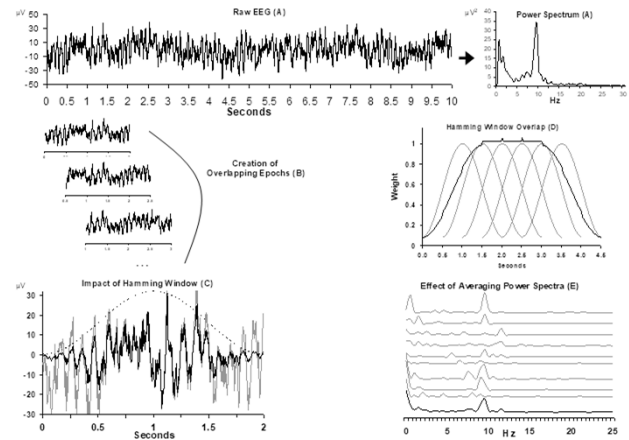 Raw EEG (A)
µV
50
30
10
-10
-30
-50
0 0.5 1 1.5 2 2.5 3 3.5 4 4.5 5 5.5 6 6.5 7 7.5 8 8.5 9 9.5 10
Seconds
Power Spectrum (A)
µV²
40
35
30
25
20
15
10
5
0
0 5 10 15 20 25 30
Hz
Creation of
Overlapping Epochs (B)
...
Hamming Window Overlap (D)
Weight
1
0.8
0.6
0.4
0.2
0
0.0 0.5 1.0 1.5 2.0 2.5 3.0 3.5 4.0 4.5
Seconds
Impact of Hamming Window (C)
µV
30
20
10
0
-10
-20
-30
0 0.5 1 1.5 2
Seconds
Effect of Averaging Power Spectra (E)
0 5 10 15 20 25
Hz